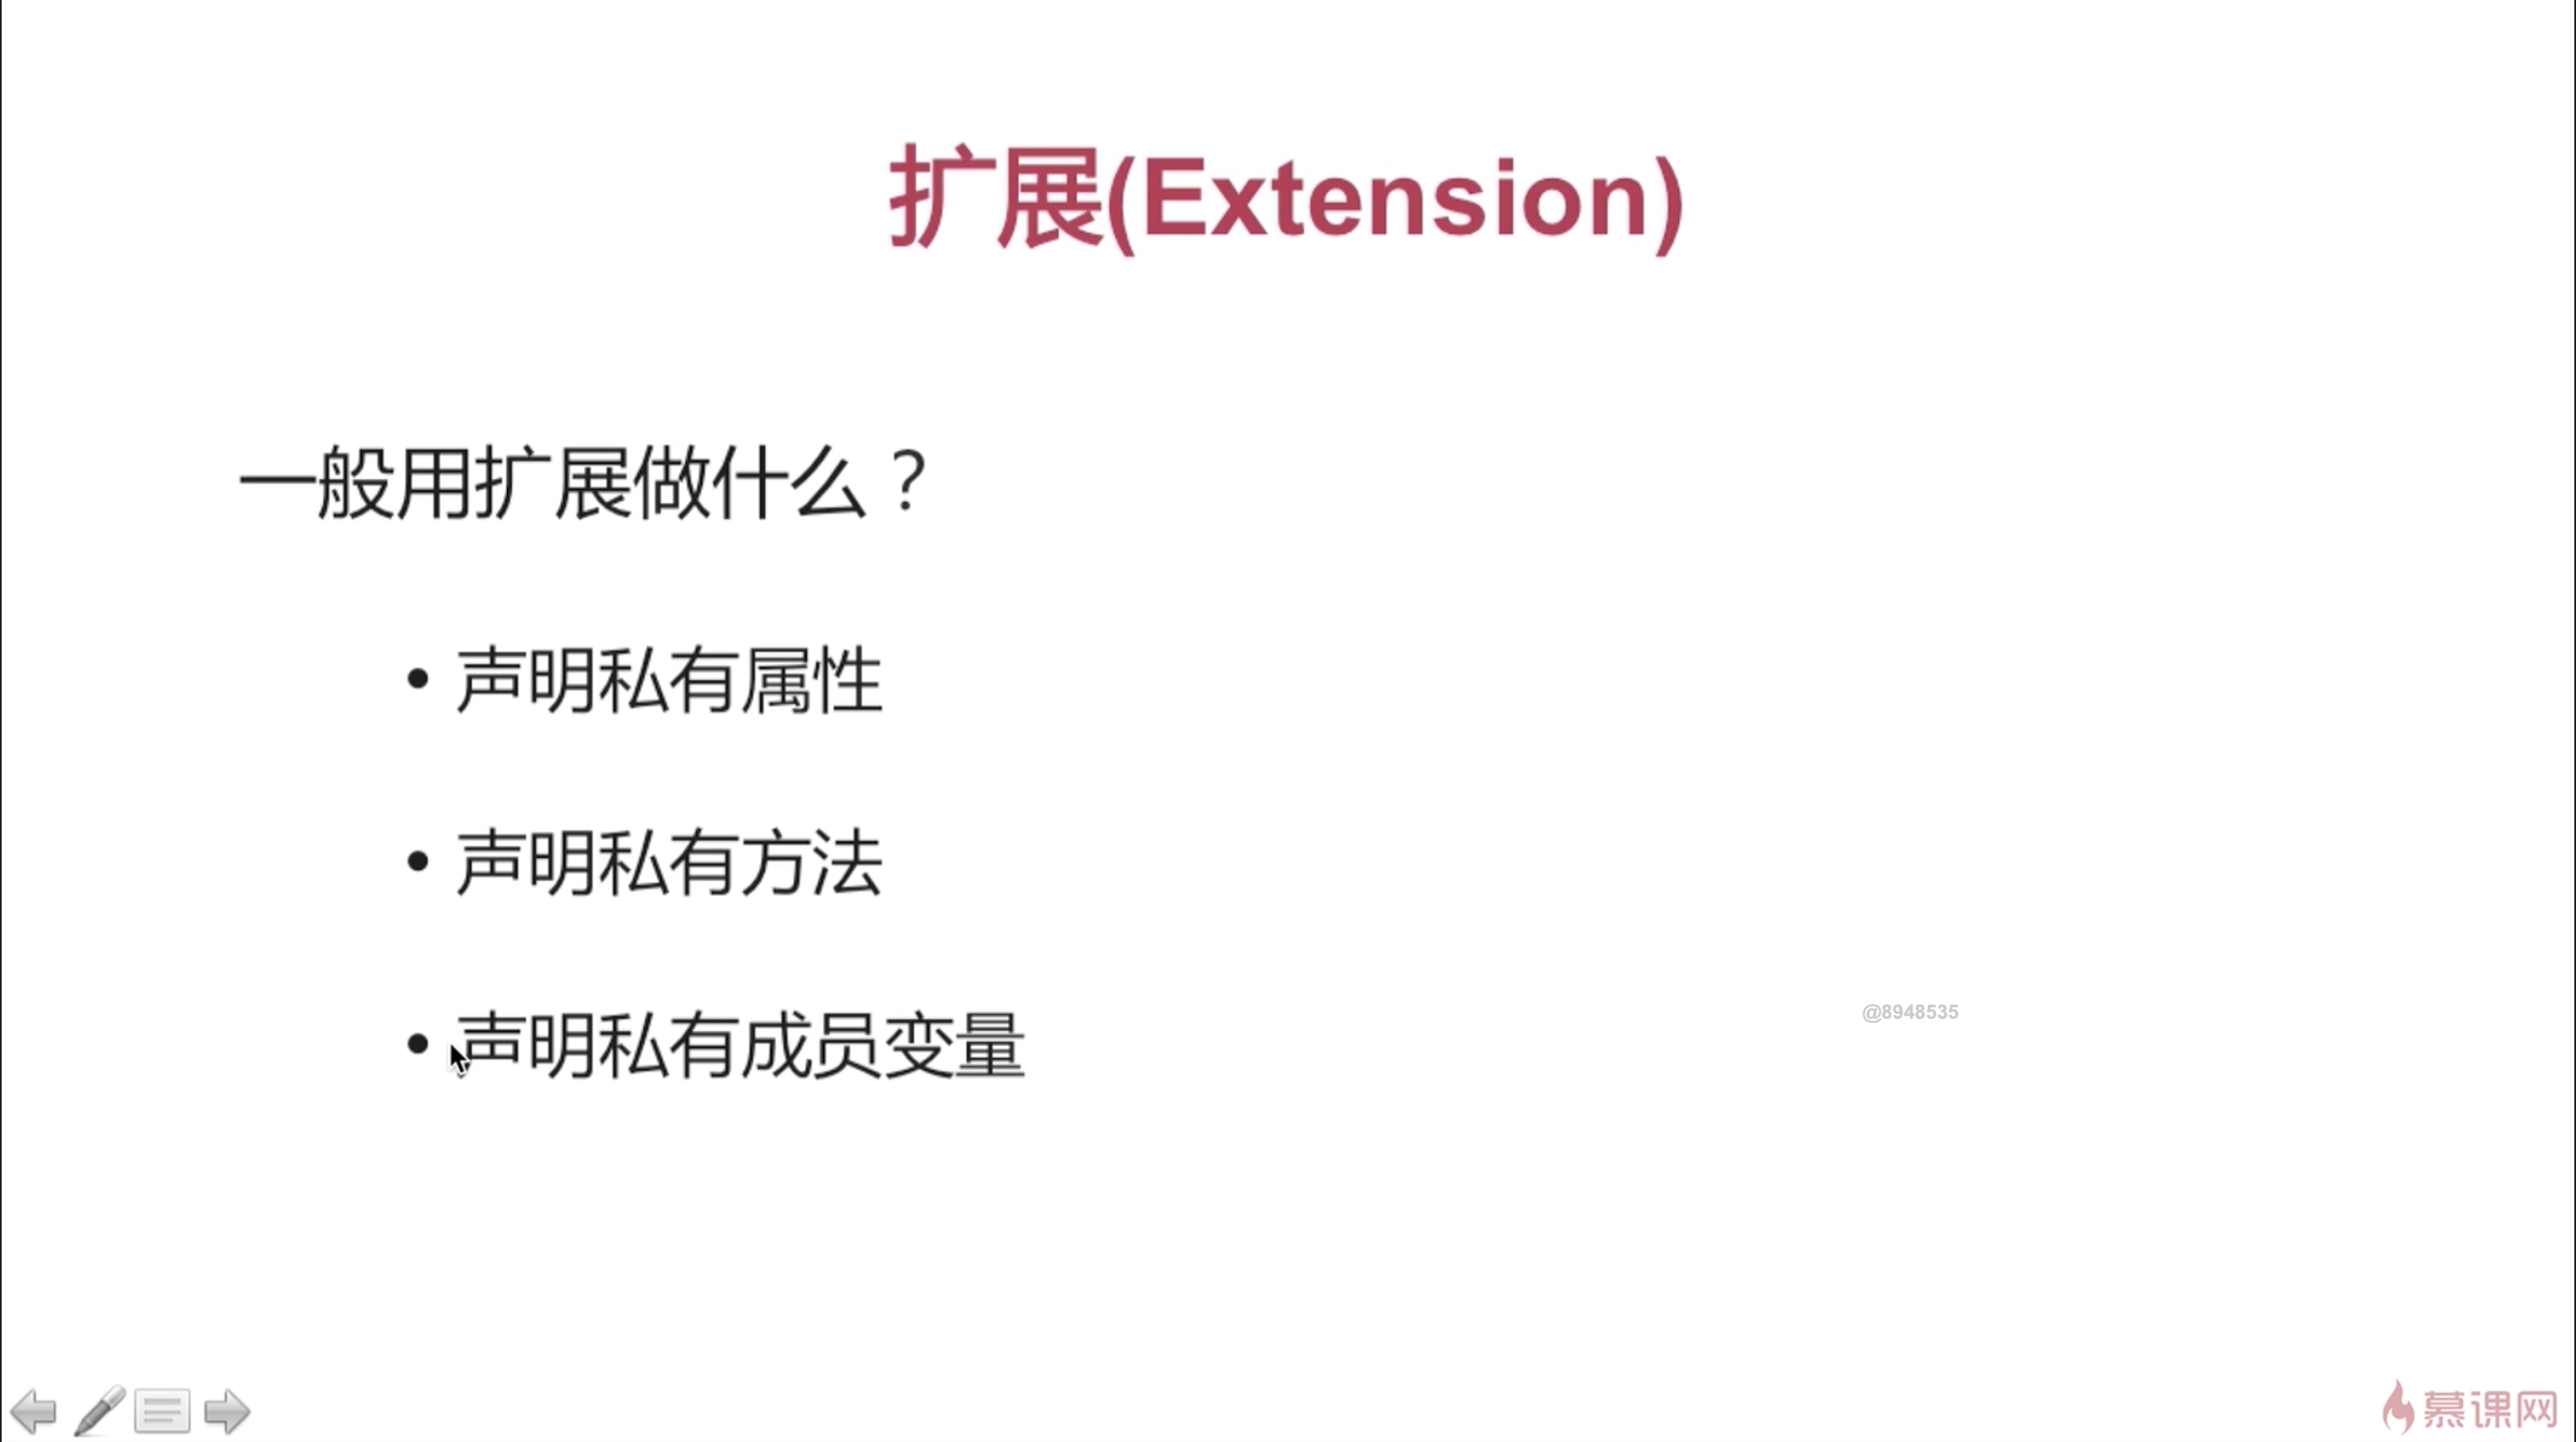 扩展(Extension)
一般用扩展做什么？
• 声明私有属性
• 声明私有方法
• 声明私有成员变量
@8948535
慕课网